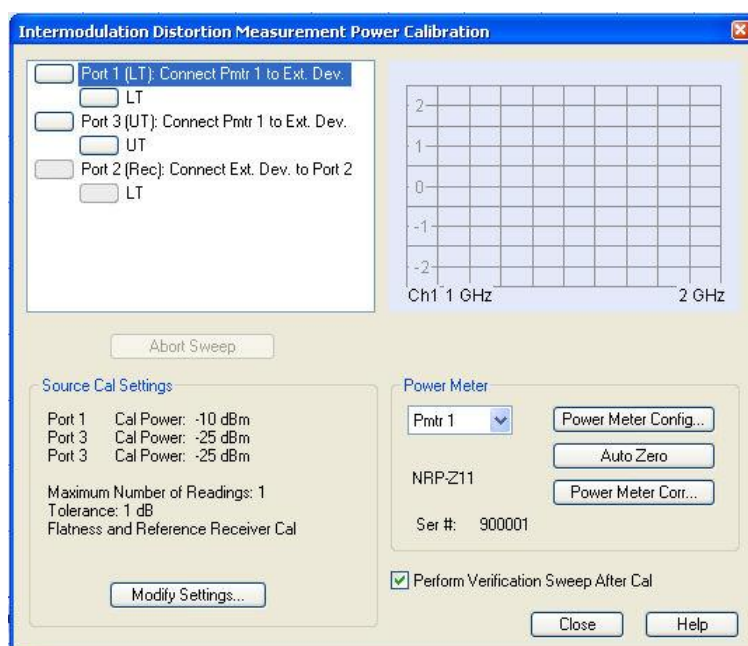 Intermodulation Distortion Measurement Power Calibration
Port 1 (LT): Connect Pmtr 1 to Ext. Dev.
LT
Port 3 (UT): Connect Pmtr 1 to Ext. Dev.
UT
Port 2 (Rec): Connect Ext. Dev. to Port 2
LT
2
1
0
-1
-2
Ch1 1 GHz 2 GHz
Abort Sweep
Source Cal Settings
Port 1 Cal Power: -10 dBm
Port 3 Cal Power: -25 dBm
Port 3 Cal Power: -25 dBm
Maximum Number of Readings: 1
Tolerance: 1 dB
Flatness and Reference Receiver Cal
Modify Settings...
Power Meter
Pmtr 1
Power Meter Config...
Auto Zero
NRP-Z11
Power Meter Corr...
Ser #: 900001
Perform Verification Sweep After Cal
Close
Help